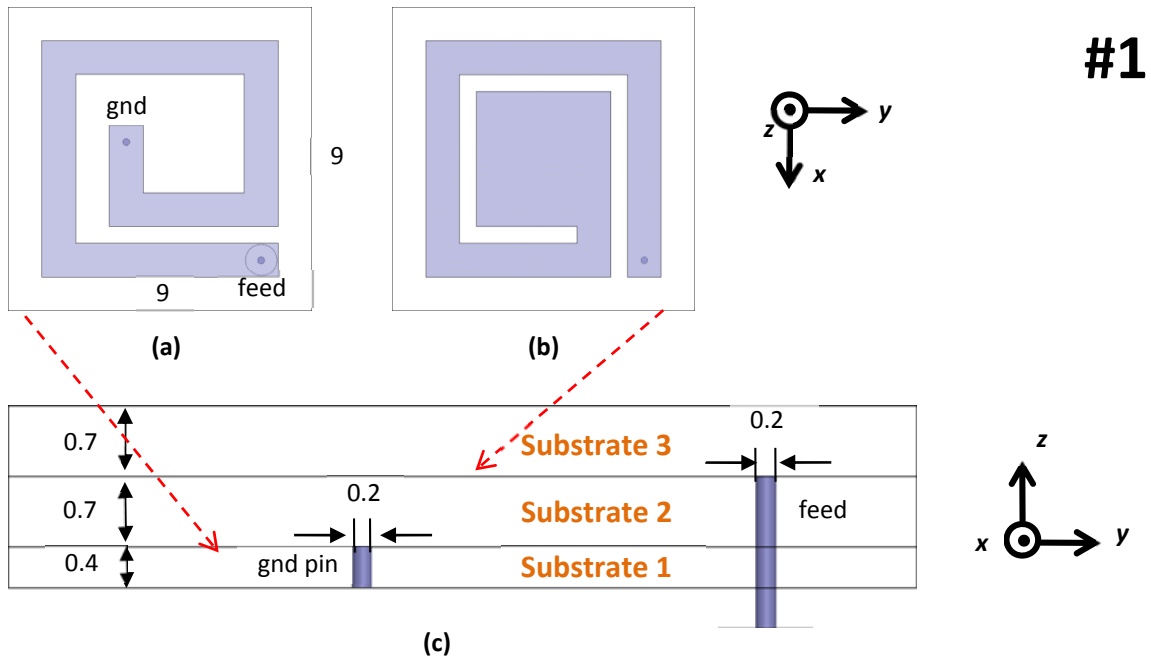 #1
gnd
9
9
feed
(a)
(b)
z
y
x
0.7
Substrate 3
0.2
0.7
0.2
Substrate 2
feed
0.4
gnd pin
Substrate 1
(c)
z
x
y